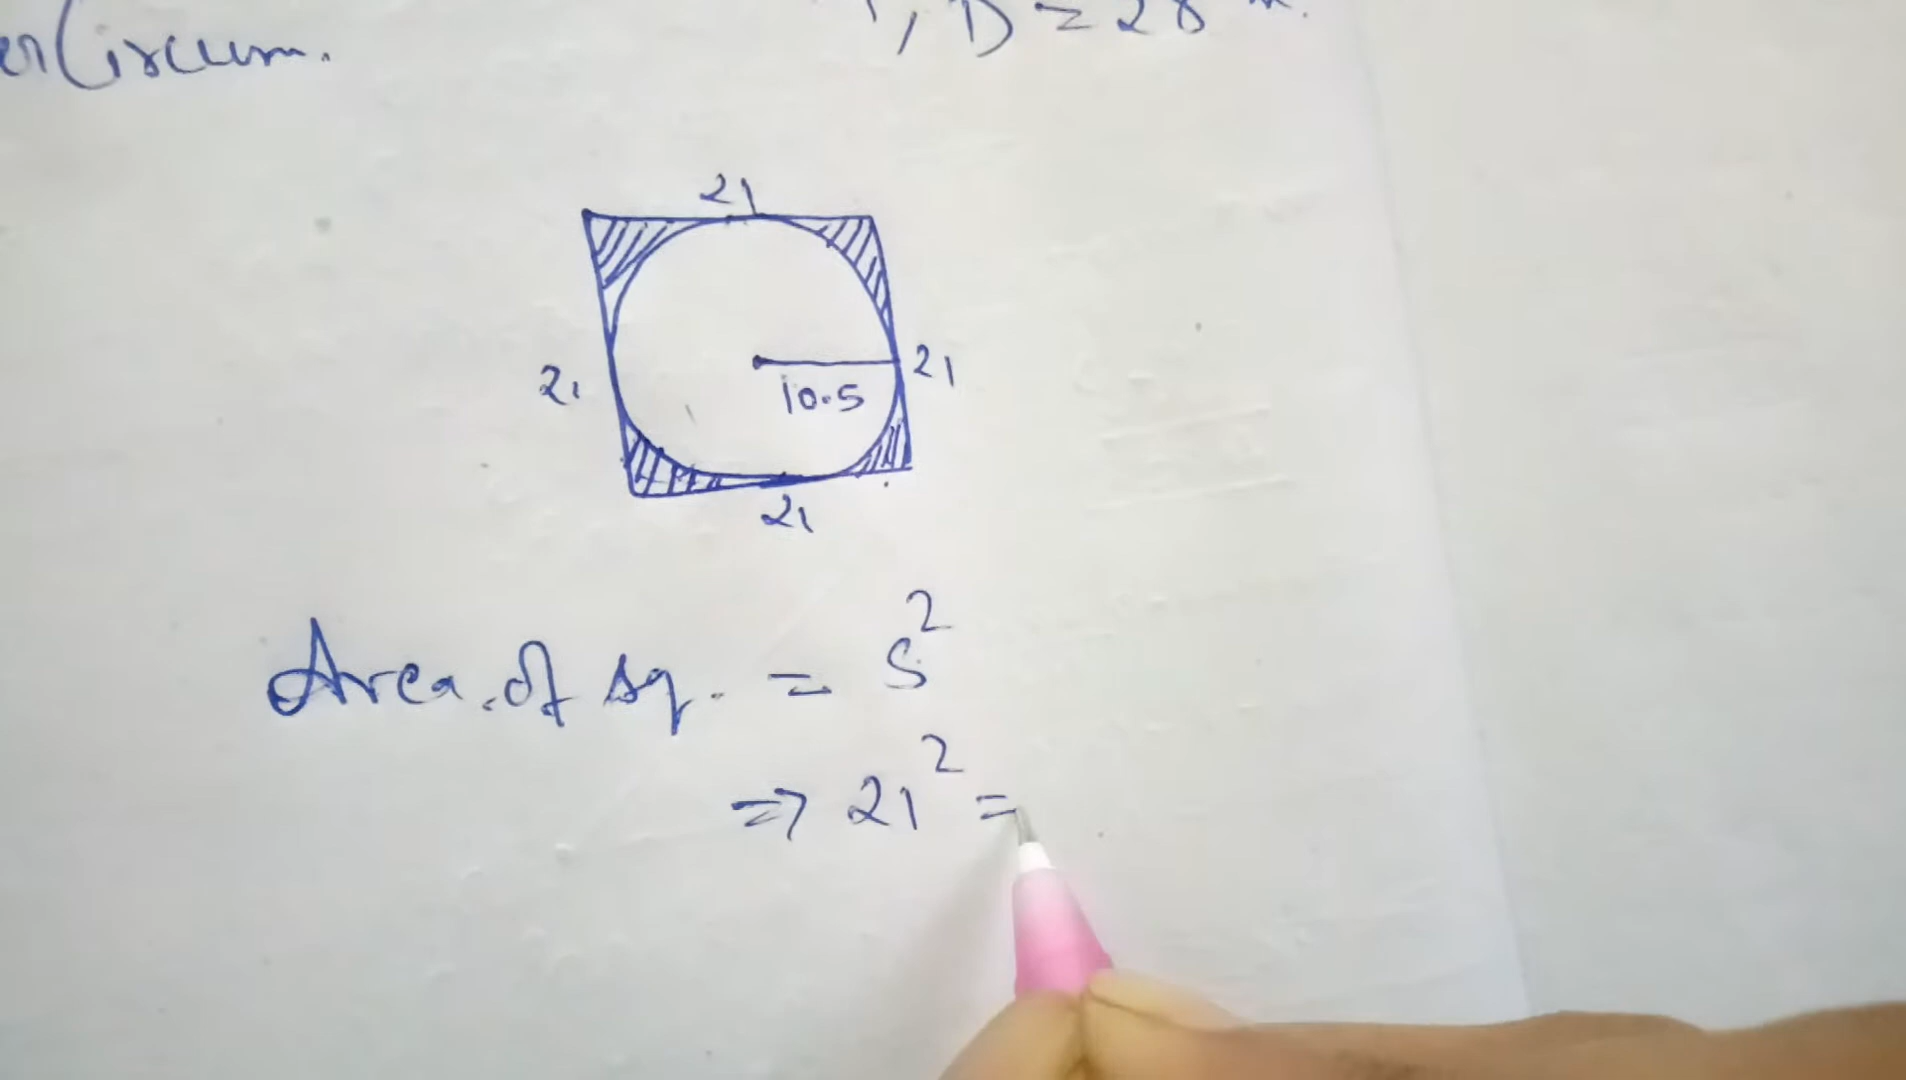 Circum.
, D = 28
21
21
21
10.5
21
Area of sq. = S²
⇒ 21² =